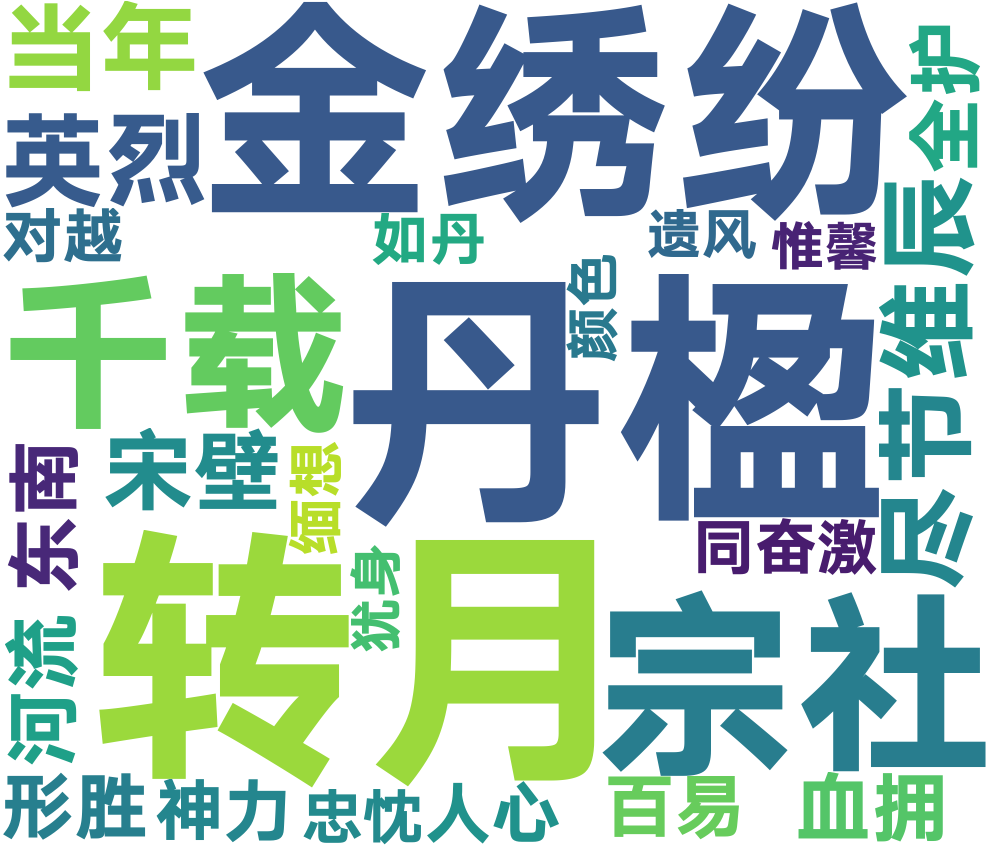 当年
金绣纷
全护
英烈
对越
如丹
遗风
惟馨
辰维
千载
丹楹
颜色
尽节
宋壁
东南
缅想
同奋激
转月
犹身
宗社
河流
形胜
神力
忠忱
人心
百易
血拥